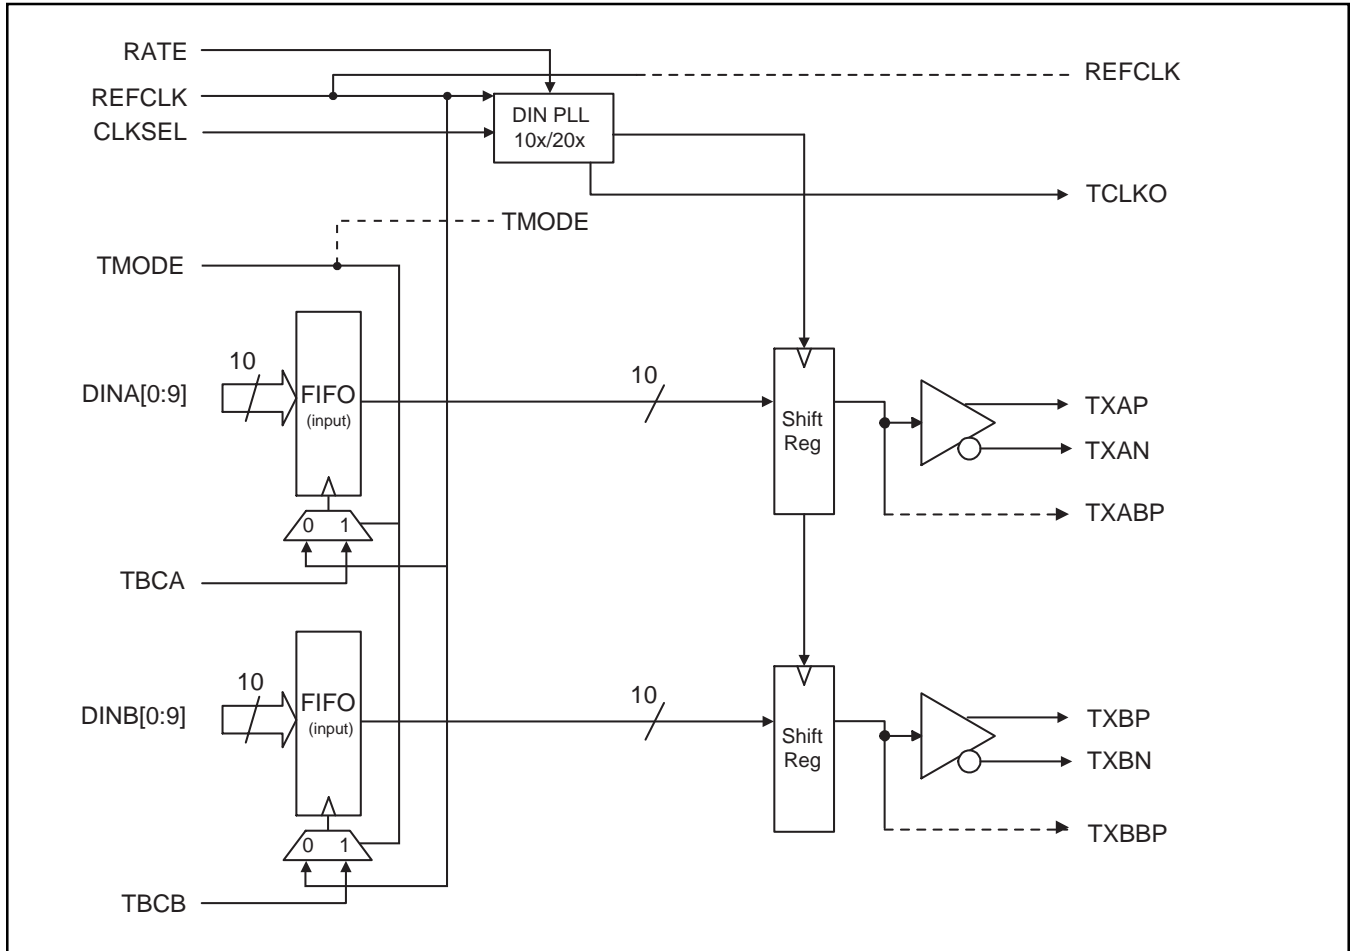 RATE
REFCLK
REFCLK
CLKSEL
DIN PLL
10x/20x
TCLKO
TMODE
TMODE
10
DINA[0:9]
FIFO
(input)
10
Shift
Reg
TXAP
TXAN
TXABP
0 1
TBCA
10
DINB[0:9]
FIFO
(input)
10
Shift
Reg
TXBP
TXBN
TXBBP
0 1
TBCB